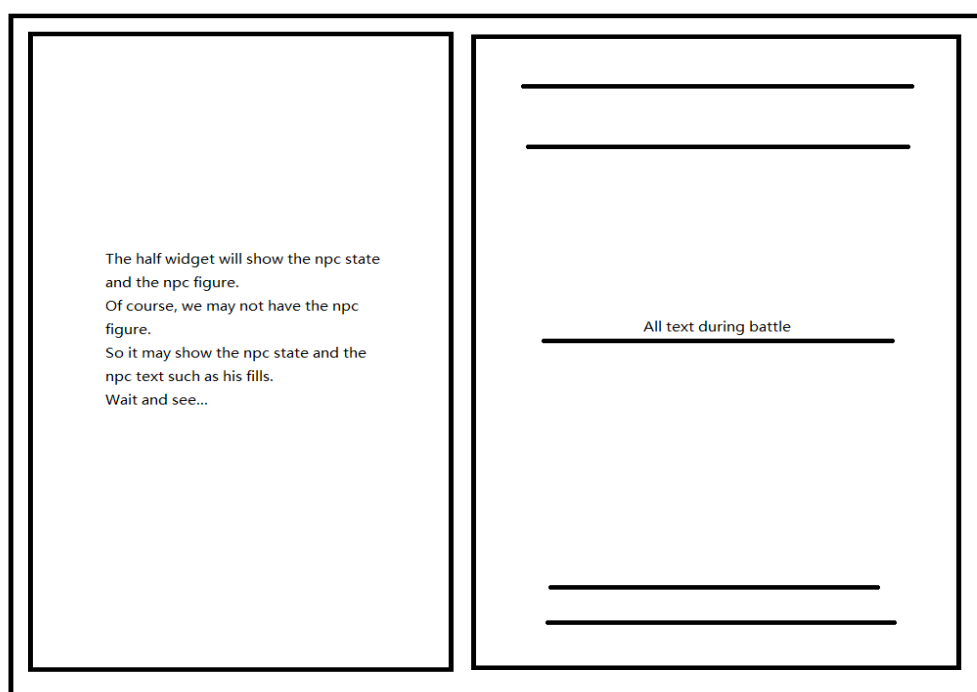 The half widget will show the npc state
and the npc figure.
Of course, we may not have the npc
figure.
So it may show the npc state and the
npc text such as his fills.
Wait and see...
All text during battle